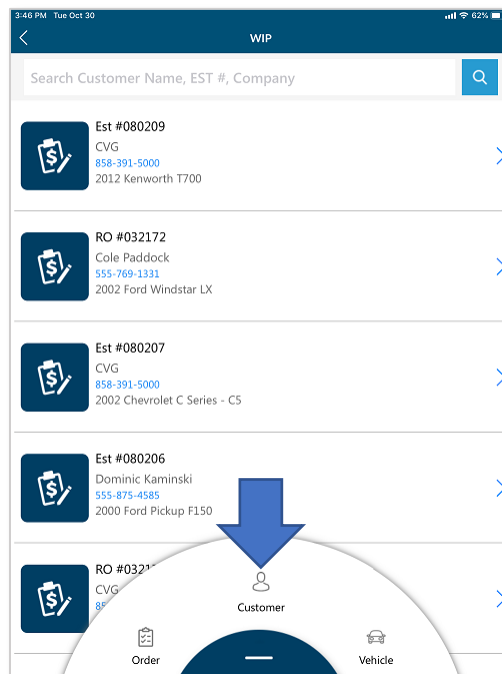 3:46 PM Tue Oct 30
62%
WIP
Search Customer Name, EST #, Company
Est #080209
CVG
858-391-5000
2012 Kenworth T700
RO #032172
Cole Paddock
555-769-1331
2002 Ford Windstar LX
Est #080207
CVG
858-391-5000
2002 Chevrolet C Series - C5
Est #080206
Dominic Kaminski
555-875-4585
2000 Ford Pickup F150
RO
CVG
Customer
Order
Vehicle